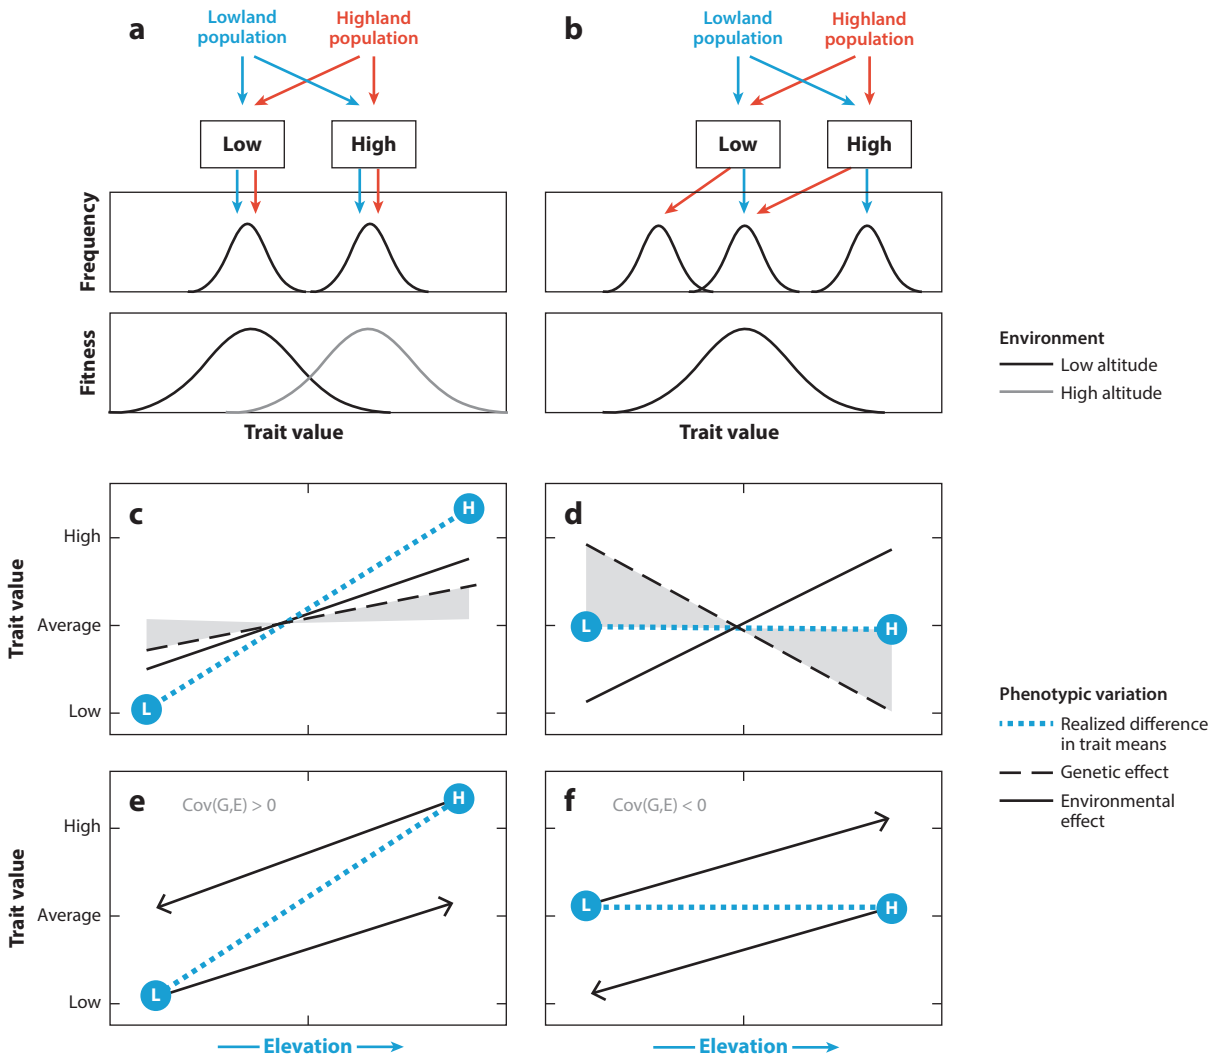 a
Lowland
population
Highland
population
Low
High
Frequency
Fitness
Trait value
b
Lowland
population
Highland
population
Low
High
Trait value
Environment
Low altitude
High altitude
c
H
L
High
Average
Low
Trait value
d
L
H
Phenotypic variation
Realized difference
in trait means
Genetic effect
Environmental
effect
e
Cov(G,E) > 0
H
L
High
Average
Low
Trait value
Elevation
f
Cov(G,E) < 0
L
H
Elevation